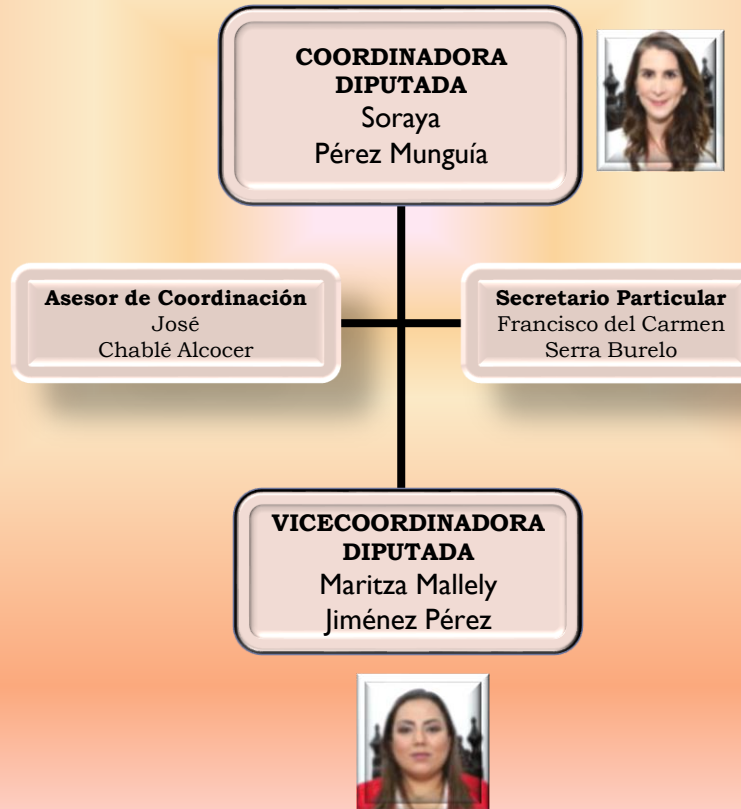 COORDINADORA
DIPUTADA
Soraya
Pérez Munguía
Asesor de Coordinación
José
Chablé Alcocer
Secretario Particular
Francisco del Carmen
Serra Burelo
VICECOORDINADORA
DIPUTADA
Maritza Mallely
Jiménez Pérez